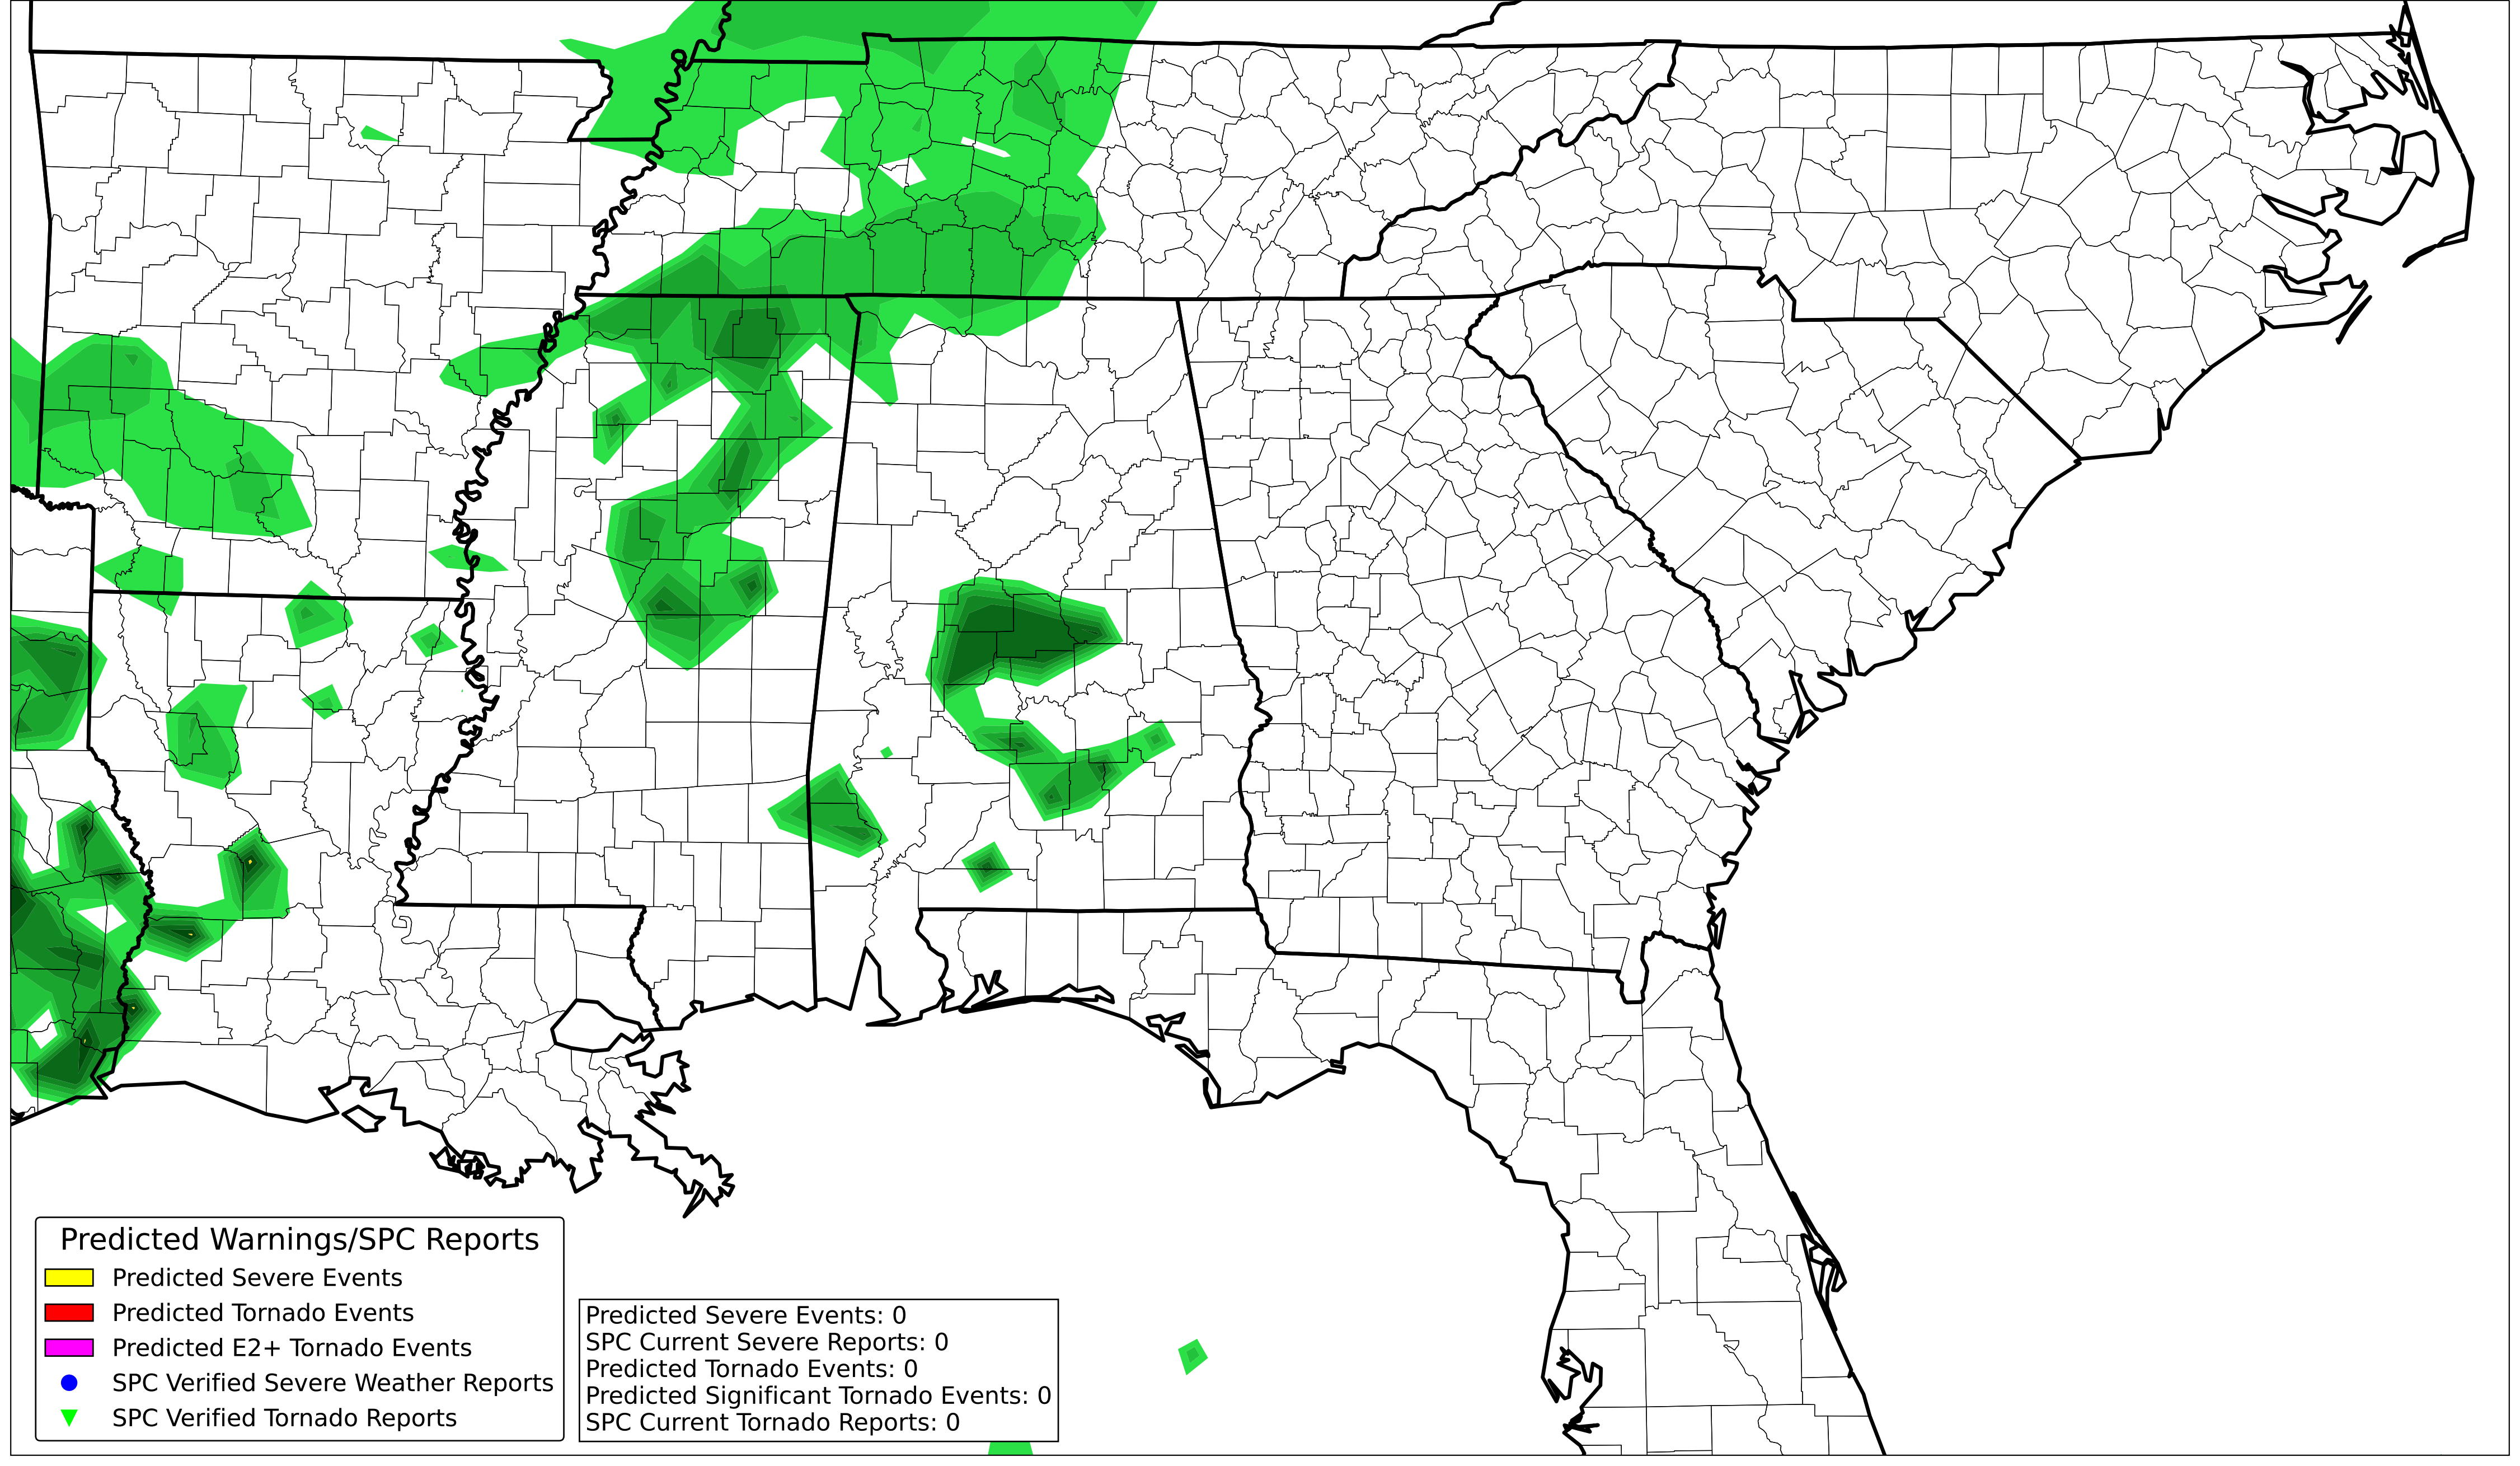 Predicted Warnings/SPC Reports
Predicted Severe Events
Predicted Tornado Events
Predicted E2+ Tornado Events
SPC Verified Severe Weather Reports
SPC Verified Tornado Reports
Predicted Severe Events: 0
SPC Current Severe Reports: 0
Predicted Tornado Events: 0
Predicted Significant Tornado Events: 0
SPC Current Tornado Reports: 0